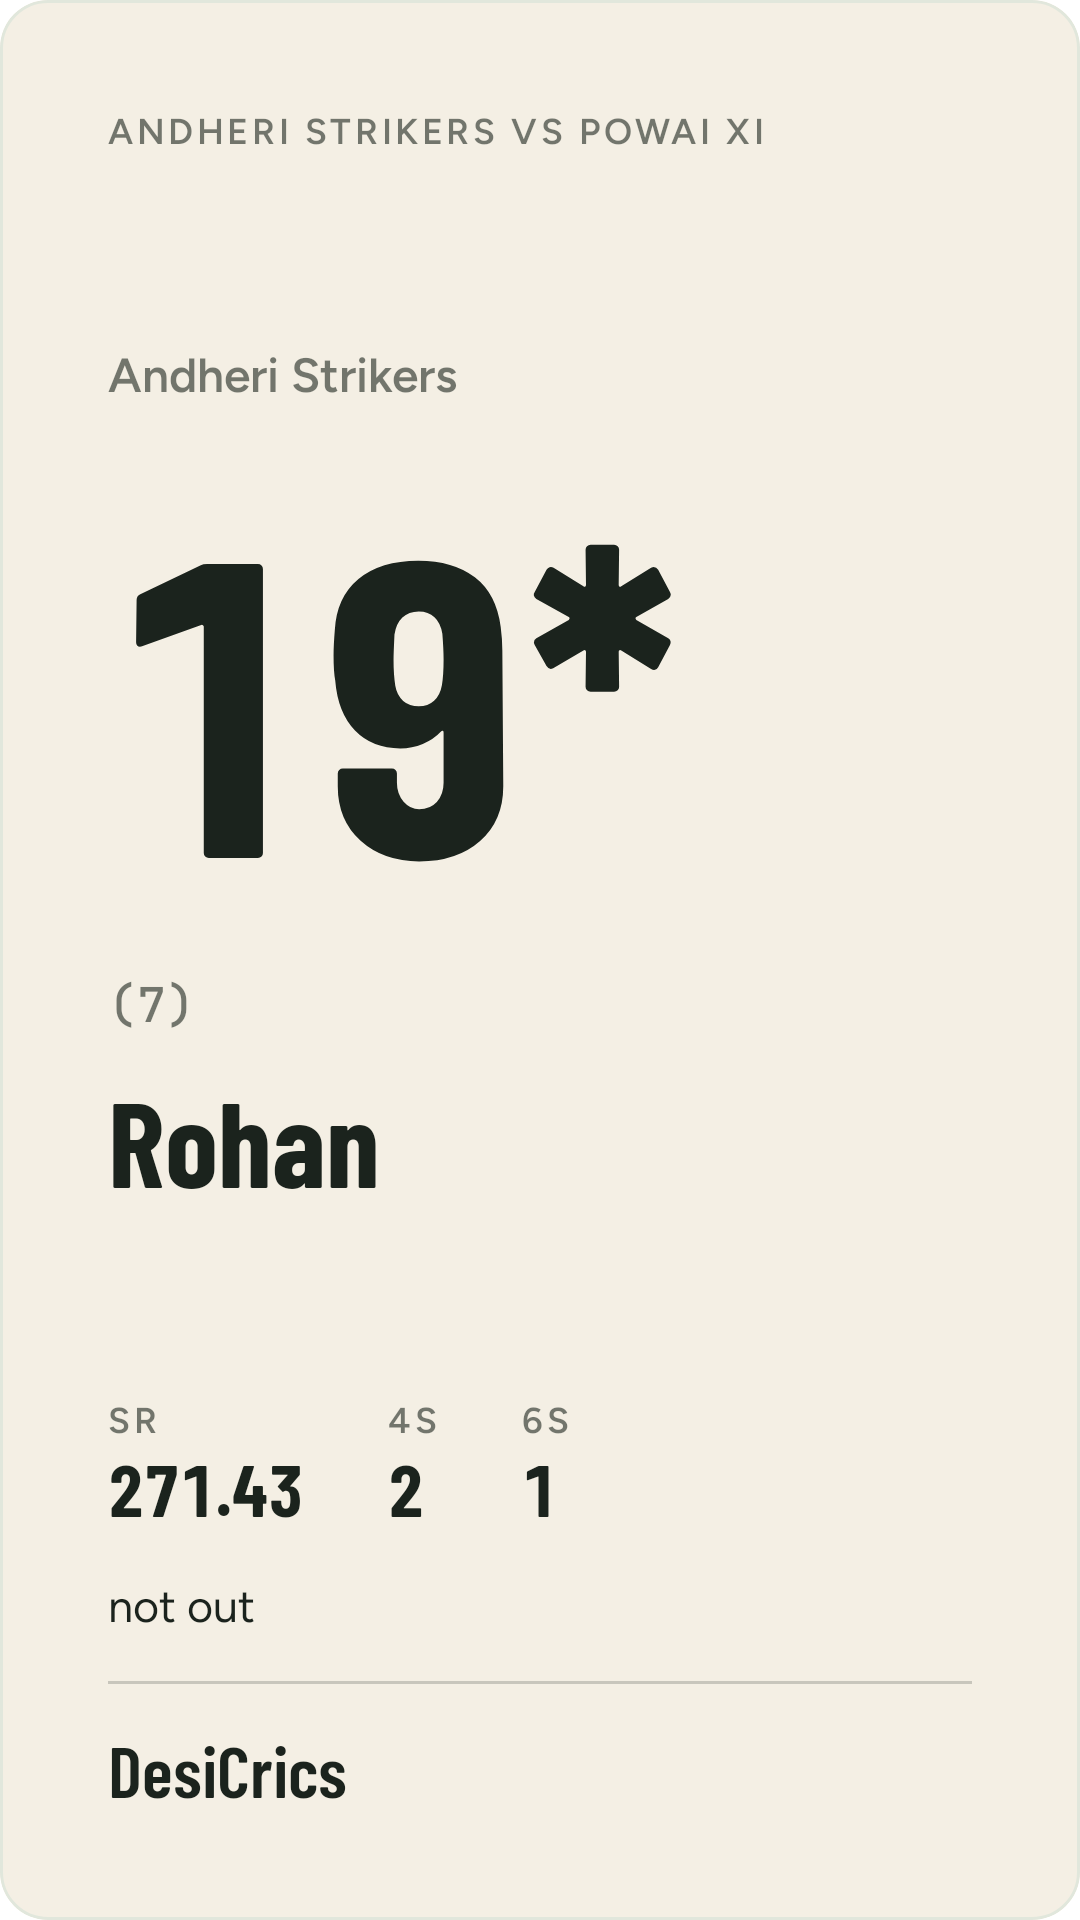 ANDHERI STRIKERS VS POWAI XI
Andheri Strikers
19*
(7)
Rohan
SR 4S 6S
271.43 2 1
not out
DesiCrics